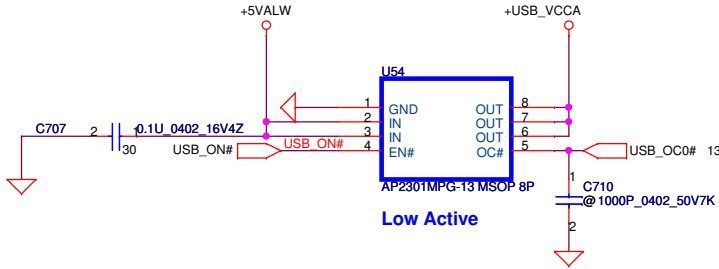 +5VALW
+USB_VCCA
U54
1 GND OUT 8
2 IN OUT 7
3 IN OUT 6
4 EN# OC# 5
C707 2 1 0.1U_0402_16V4Z
30
USB_ON# USB_ON#
USB_OC0# 13
AP2301MPG-13 MSOP 8P
Low Active
1
C710
@ 1000P_0402_50V7K
2